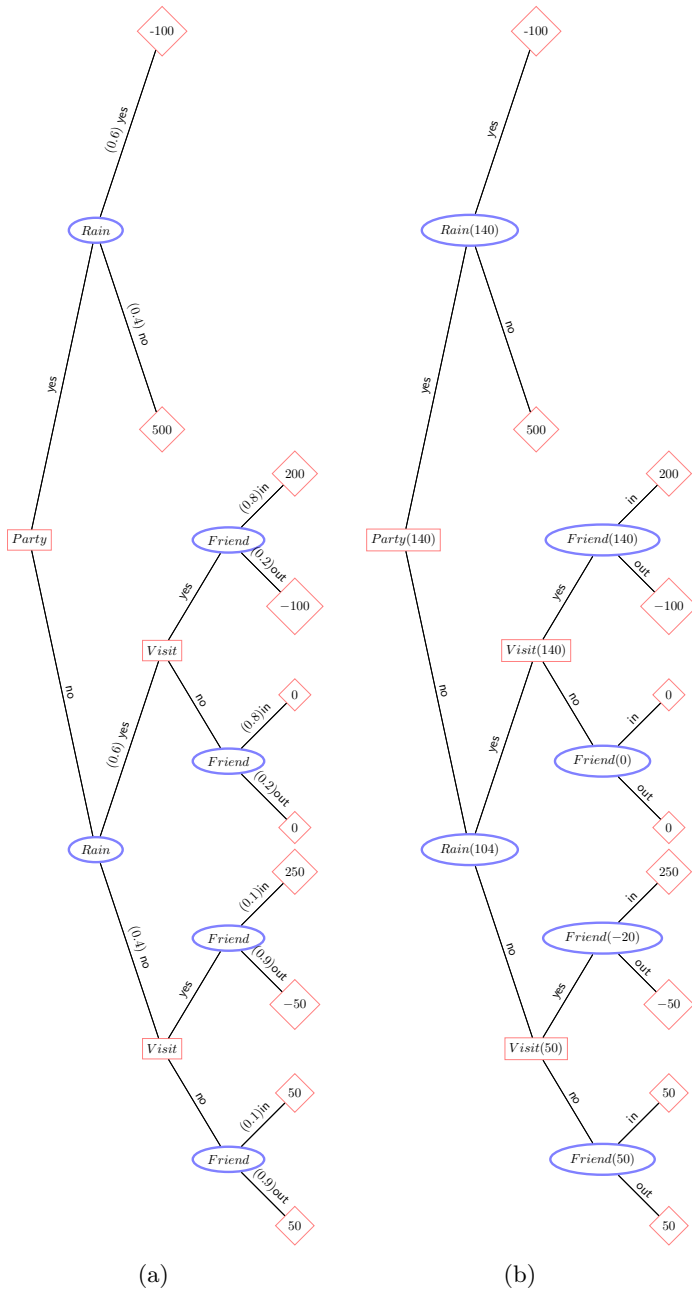 -100
(0.6) yes
Rain
(0.4) no
yes
500
200
(0.8)in
Party
Friend
(0.2)out
yes
−100
Visit
no
no
0
(0.8)in
(0.6) yes
Friend
(0.2)out
0
Rain
250
(0.1)in
(0.4) no
Friend
(0.9)out
yes
−50
Visit
no
50
(0.1)in
Friend
(0.9)out
50
(a)
-100
yes
Rain(140)
no
yes
500
200
in
Party(140)
Friend(140)
out
yes
−100
Visit(140)
no
no
0
in
yes
Friend(0)
out
0
Rain(104)
250
in
no
Friend(−20)
out
yes
−50
Visit(50)
no
50
in
Friend(50)
out
50
(b)